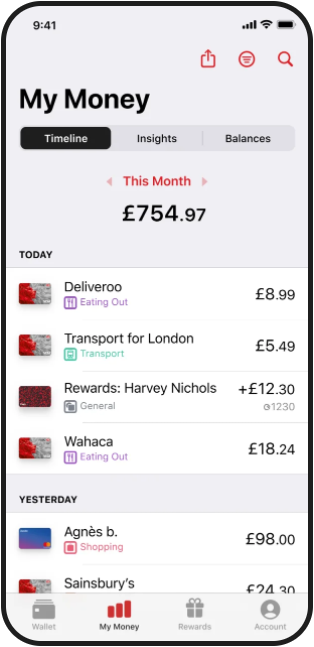 9:41
My Money
Timeline Insights Balances
This Month
£754.97
TODAY
Deliveroo £8.99
Eating Out
Transport for London £5.49
Transport
Rewards: Harvey Nichols +£12.30
General 1230
Wahaca £18.24
Eating Out
YESTERDAY
Agnès b. £98.00
Shopping
Sainsbury's £24.30
Wallet My Money Rewards Account